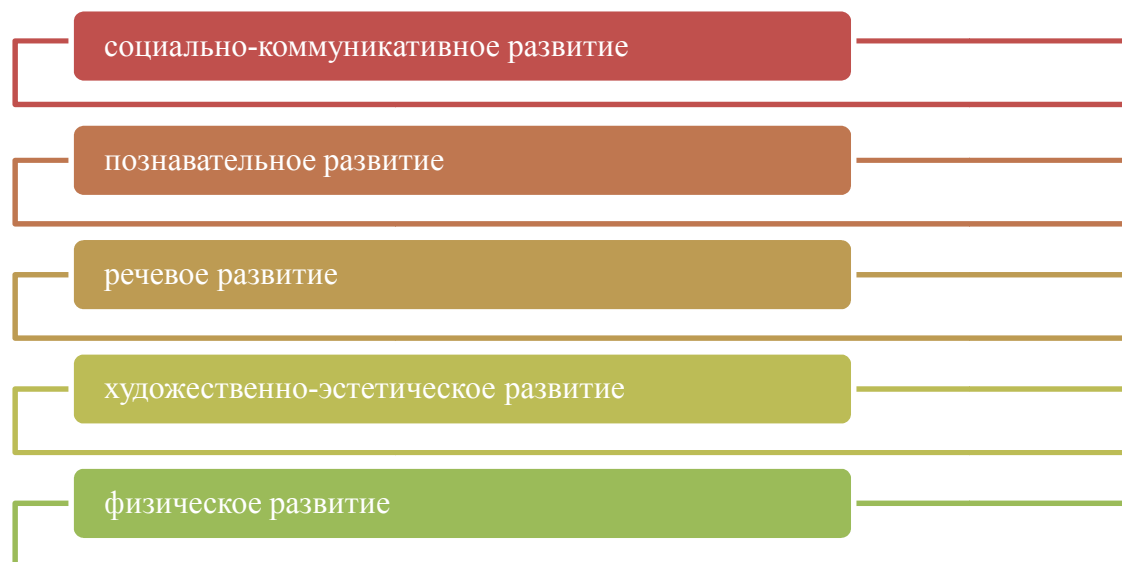 социально-коммуникативное развитие
познавательное развитие
речевое развитие
художественно-эстетическое развитие
физическое развитие